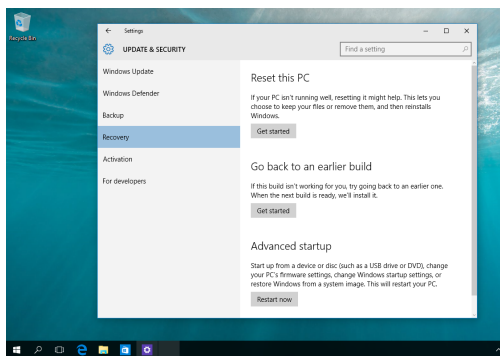 Recycle Bin
Settings
UPDATE & SECURITY
Find a setting
Windows Update
Windows Defender
Backup
Recovery
Activation
For developers
Reset this PC
If your PC isn't running well, resetting it might help. This lets you
choose to keep your files or remove them, and then reinstalls
Windows.
Get started
Go back to an earlier build
If this build isn't working for you, try going back to an earlier one.
When the next build is ready, we'll install it.
Get started
Advanced startup
Start up from a device or disc (such as a USB drive or DVD), change
your PC's firmware settings, change Windows startup settings, or
restore Windows from a system image. This will restart your PC.
Restart now